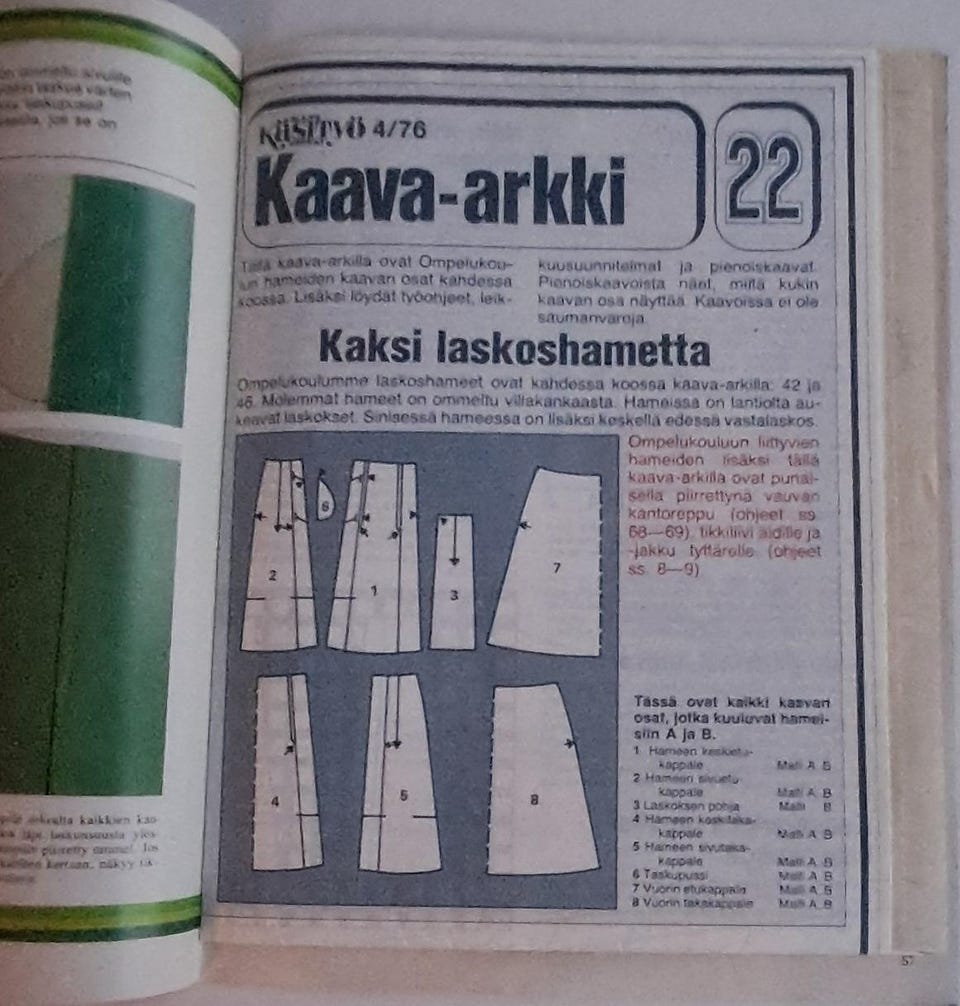 KÄSITYÖ 4/76
Kaava-arkki
22
Tällä kaava-arkilla ovat Ompelukou-
lun hameiden kaavan osat kahdessa
koossa. Lisäksi löydät työohjeet, leik-
kuusuunnitelmat ja pienoiskaavat.
Pienoiskaavoista näet, miltä kukin
kaavan osa näyttää. Kaavoissa ei ole
saumanvaroja.
Kaksi laskoshametta
Ompelukoulumme laskoshameet ovat kahdessa koossa kaava-arkilla: 42 ja
46. Molemmat hameet on ommeltu villakankaasta. Hameissa on lantiolta au-
keavat laskokset. Sinisessä hameessa on lisäksi keskellä edessä vastalaskos.
Ompelukouluun liittyvien
hameiden lisäksi tällä
kaava-arkilla ovat punai-
sella piirrettynä vauvan
kantoreppu (ohjeet ss.
68—69), tikkiliivi äidille ja
-jakku tyttärelle (ohjeet
ss. 8—9).
6
2
1
3
7
4
5
8
Tässä ovat kaikki kaavan
osat, jotka kuuluvat hamei-
siin A ja B.
1 Hameen keskietu-
kappale Malli A, B
2 Hameen sivuetu-
kappale Malli A, B
3 Laskoksen pohja Malli B
4 Hameen keskitaka-
kappale Malli A, B
5 Hameen sivutaka-
kappale Malli A, B
6 Taskupussi Malli A, B
7 Vuorin etukappale Malli A, B
8 Vuorin takakappale Malli A, B
57